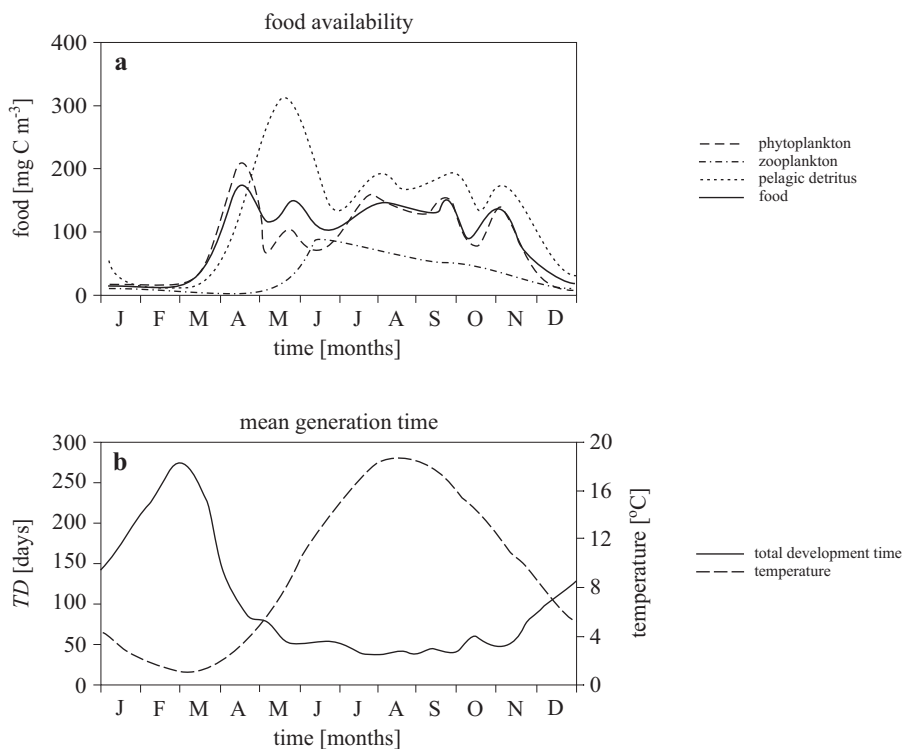 food availability
a
400
300
200
100
0
food [mg C m⁻³]
J F M A M J J A S O N D
time [months]
phytoplankton
zooplankton
pelagic detritus
food
mean generation time
b
300
250
200
150
100
50
0
TD [days]
20
16
12
8
4
0
temperature [°C]
J F M A M J J A S O N D
time [months]
total development time
temperature